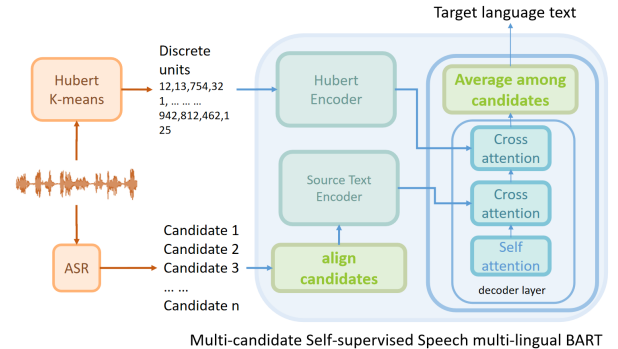 Target language text
Hubert
K-means
Discrete
units
12,13,754,32
1, ... ... ...
942,812,462,1
25
Hubert
Encoder
Average among
candidates
Cross
attention
Source Text
Encoder
Cross
attention
Candidate 1
Candidate 2
Candidate 3
... ...
Candidate n
ASR
align
candidates
Self
attention
decoder layer
Multi-candidate Self-supervised Speech multi-lingual BART